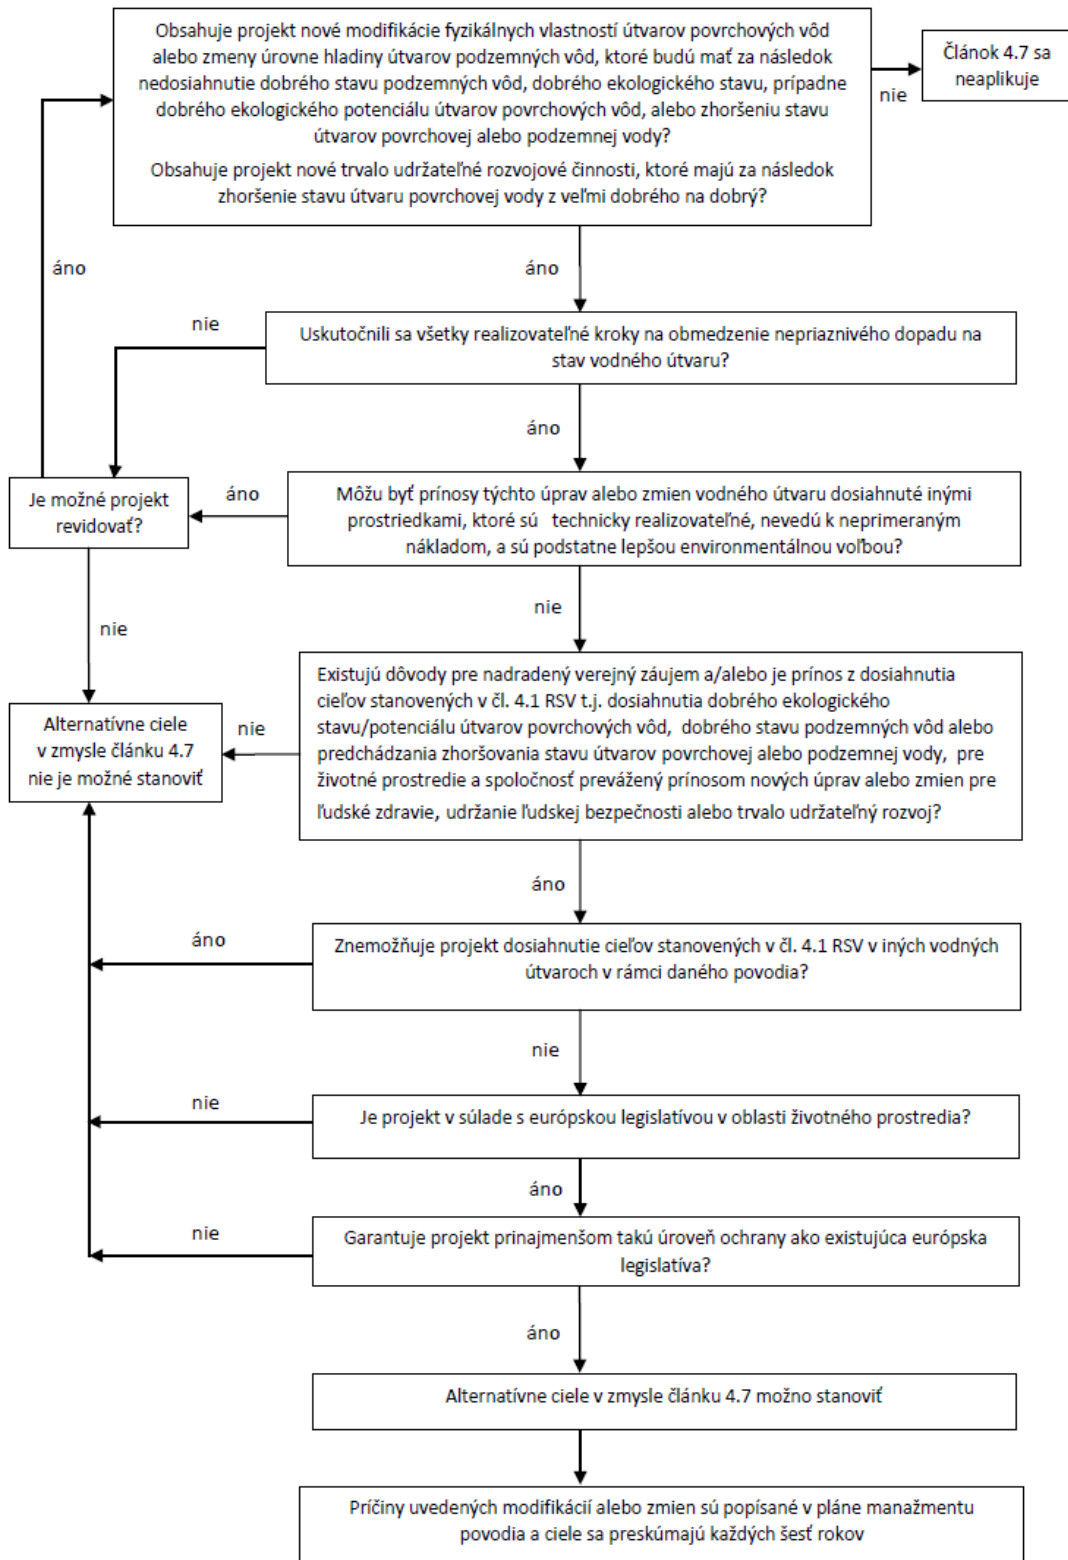 Obsahuje projekt nové modifikácie fyzikálnych vlastností útvarov povrchových vôd
alebo zmeny úrovne hladiny útvarov podzemných vôd, ktoré budú mať za následok
nedosiahnutie dobrého stavu podzemných vôd, dobrého ekologického stavu, prípadne
dobrého ekologického potenciálu útvarov povrchových vôd, alebo zhoršeniu stavu
útvarov povrchovej alebo podzemnej vody?
Obsahuje projekt nové trvalo udržateľné rozvojové činnosti, ktoré majú za následok
zhoršenie stavu útvaru povrchovej vody z veľmi dobrého na dobrý?
nie
Článok 4.7 sa
neaplikuje
áno
áno
nie
Uskutočnili sa všetky realizovateľné kroky na obmedzenie nepriaznivého dopadu na
stav vodného útvaru?
áno
Je možné projekt
revidovať?
áno
Môžu byť prínosy týchto úprav alebo zmien vodného útvaru dosiahnuté inými
prostriedkami, ktoré sú technicky realizovateľné, nevedú k neprimeraným
nákladom, a sú podstatne lepšou environmentálnou voľbou?
nie
nie
Existujú dôvody pre nadradený verejný záujem a/alebo je prínos z dosiahnutia
cieľov stanovených v čl. 4.1 RSV t.j. dosiahnutia dobrého ekologického
stavu/potenciálu útvarov povrchových vôd, dobrého stavu podzemných vôd alebo
predchádzania zhoršovania stavu útvarov povrchovej alebo podzemnej vody, pre
životné prostredie a spoločnosť prevážený prínosom nových úprav alebo zmien pre
ľudské zdravie, udržanie ľudskej bezpečnosti alebo trvalo udržateľný rozvoj?
nie
Alternatívne ciele
v zmysle článku 4.7
nie je možné stanoviť
áno
áno
Znemožňuje projekt dosiahnutie cieľov stanovených v čl. 4.1 RSV v iných vodných
útvaroch v rámci daného povodia?
nie
nie
Je projekt v súlade s európskou legislatívou v oblasti životného prostredia?
áno
nie
Garantuje projekt prinajmenšom takú úroveň ochrany ako existujúca európska
legislatíva?
áno
Alternatívne ciele v zmysle článku 4.7 možno stanoviť
Príčiny uvedených modifikácií alebo zmien sú popísané v pláne manažmentu
povodia a ciele sa preskúmajú každých šesť rokov